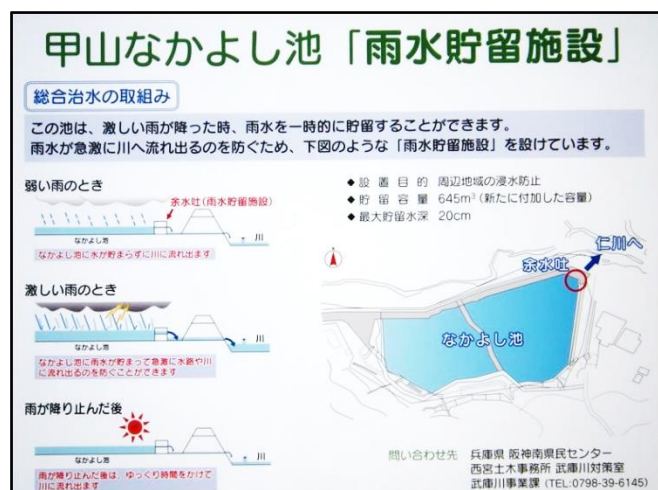 甲山なかよし池「雨水貯留施設」
総合治水の取組み
この池は、激しい雨が降った時、雨水を一時的に貯留することができます。
雨水が急激に川へ流れ出るのを防ぐため、下図のような「雨水貯留施設」を設けています。
弱い雨のとき
余水吐(雨水貯留施設)
川
なかよし池
なかよし池に水が貯まらずに川に流れ出ます
激しい雨のとき
川
なかよし池
なかよし池に雨水が貯まって急激に水路や川
に流れ出るのを防ぐことができます
雨が降り止んだ後
川
なかよし池
雨が降り止んだ後は、ゆっくり時間をかけて
川に流れ出ます
◆設置目的 周辺地域の浸水防止
◆貯留容量 645m³(新たに付加した容量)
◆最大貯留水深 20cm
仁川へ
余水吐
なかよし池
問い合わせ先 兵庫県 阪神南県民センター
西宮土木事務所 武庫川対策室
武庫川事業課(TEL:0798-39-6145)